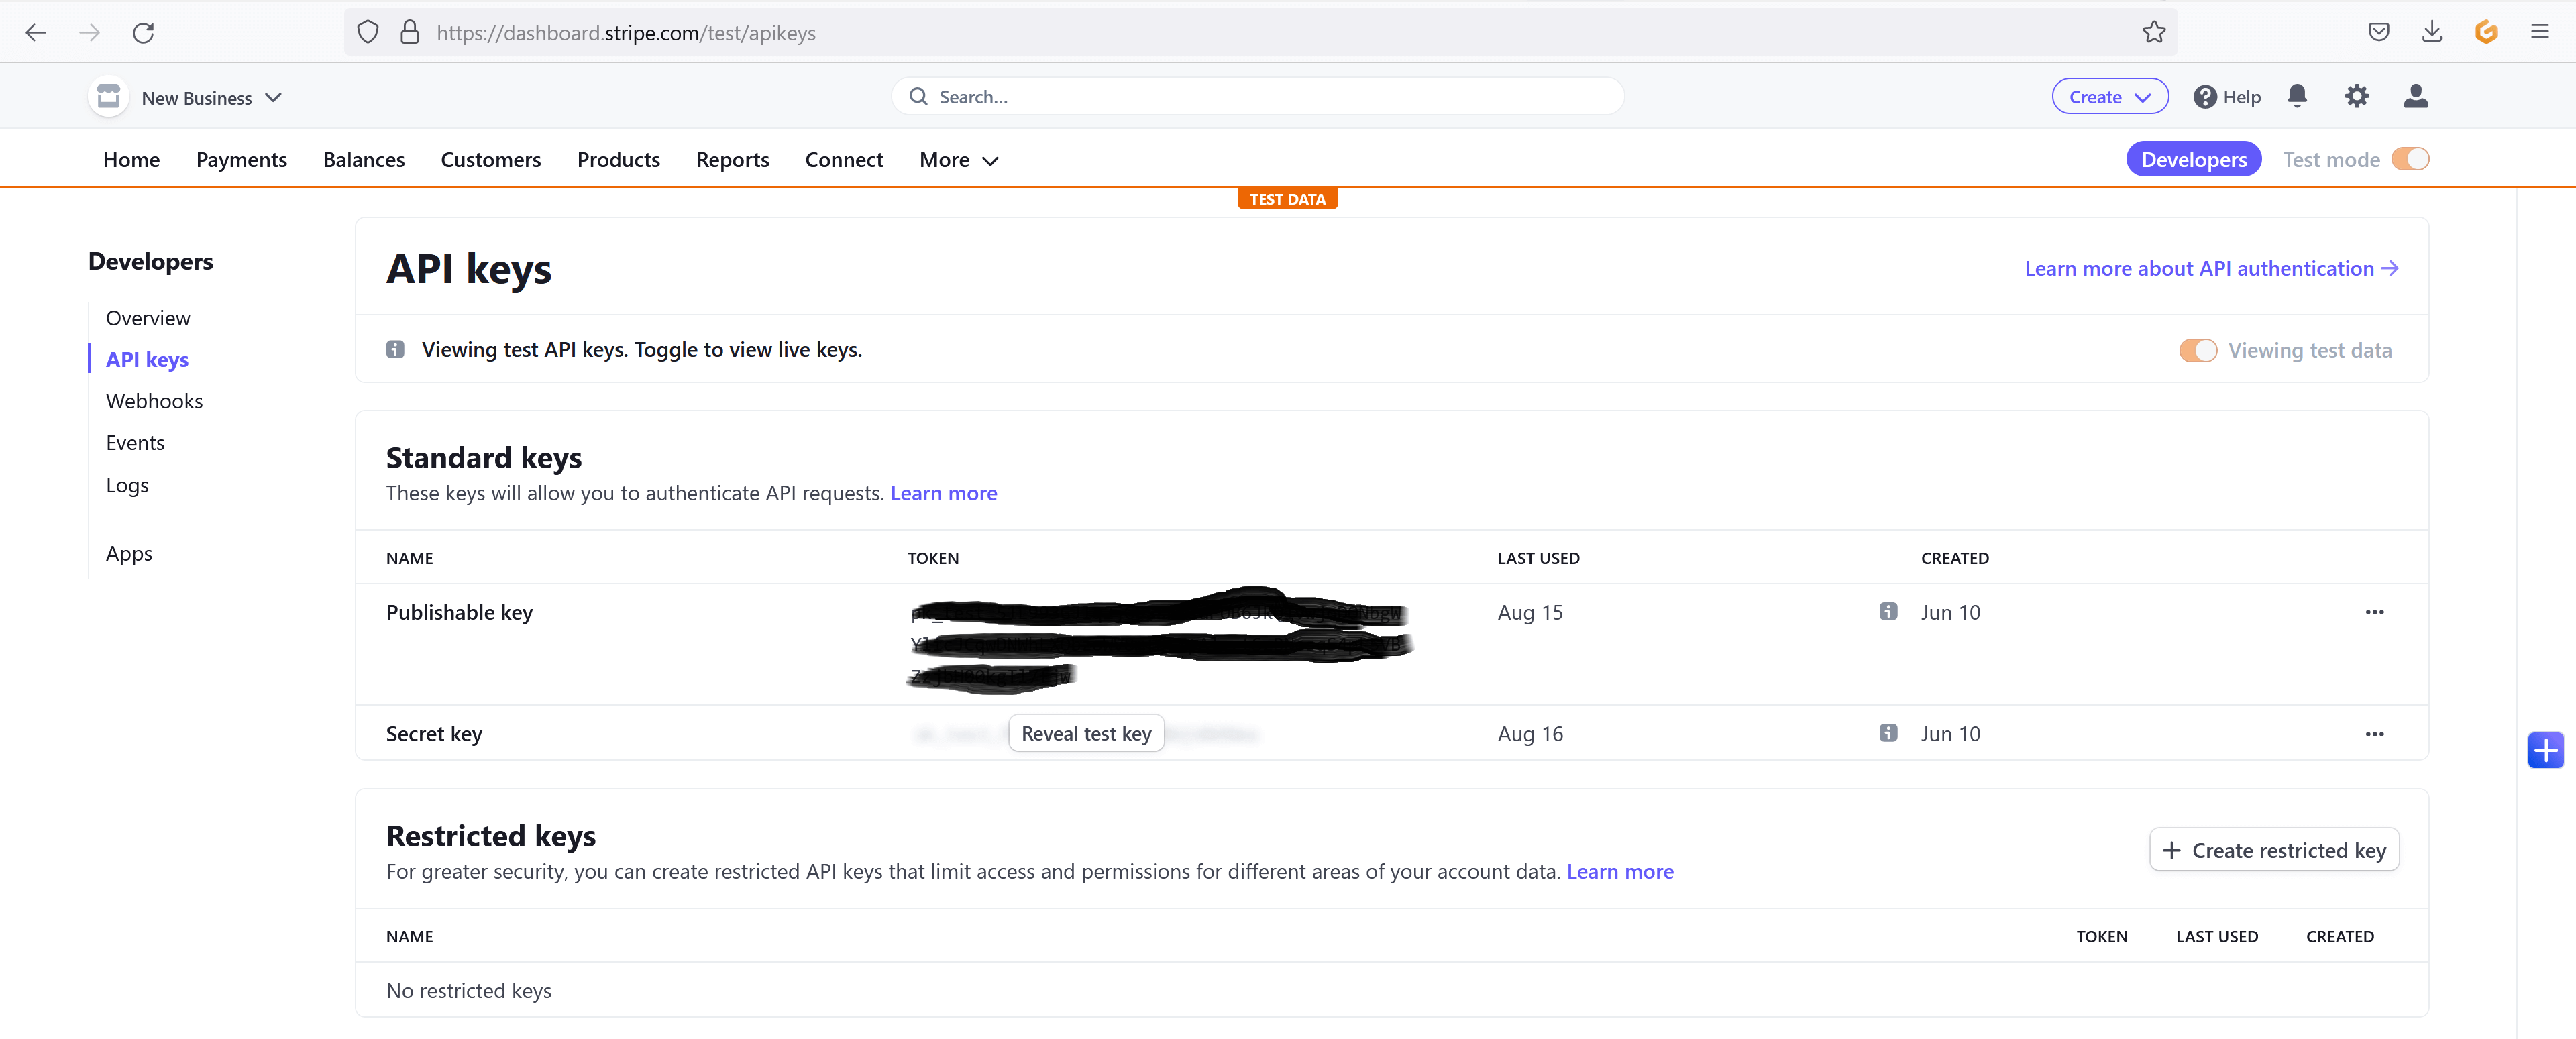 https://dashboard.stripe.com/test/apikeys
New Business
Search...
Create
Help
Home Payments Balances Customers Products Reports Connect More
Developers Test mode
TEST DATA
Developers
Overview
API keys
Webhooks
Events
Logs
Apps
API keys
Learn more about API authentication
Viewing test API keys. Toggle to view live keys.
Viewing test data
Standard keys
These keys will allow you to authenticate API requests. Learn more
NAME TOKEN LAST USED CREATED
Publishable key Aug 15 Jun 10
Secret key Reveal test key Aug 16 Jun 10
Restricted keys
For greater security, you can create restricted API keys that limit access and permissions for different areas of your account data. Learn more
Create restricted key
NAME TOKEN LAST USED CREATED
No restricted keys